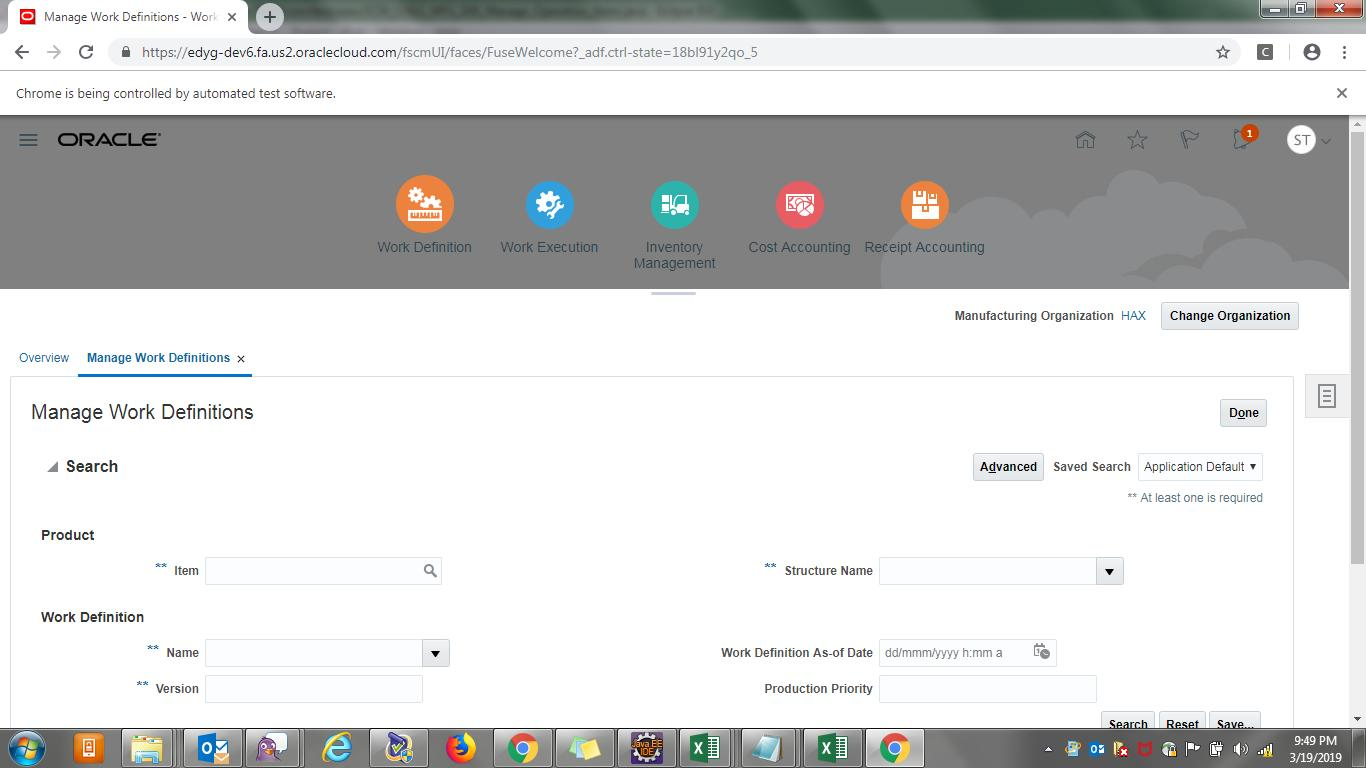 Manage Work Definitions - Work
https://edyg-dev6.fa.us2.oraclecloud.com/fscmUI/faces/FuseWelcome?_adf.ctrl-state=18bl91y2qo_5
C
Chrome is being controlled by automated test software.
ORACLE
1
ST
Work Definition
Work Execution
Inventory
Management
Cost Accounting
Receipt Accounting
Manufacturing Organization HAX
Change Organization
Overview
Manage Work Definitions
Manage Work Definitions
Done
Search
Advanced
Saved Search
Application Default
** At least one is required
Product
** Item
** Structure Name
Work Definition
** Name
Work Definition As-of Date
dd/mmm/yyyy h:mm a
** Version
Production Priority
Search
Reset
Save...
Java EE
IDE
9:49 PM
3/19/2019